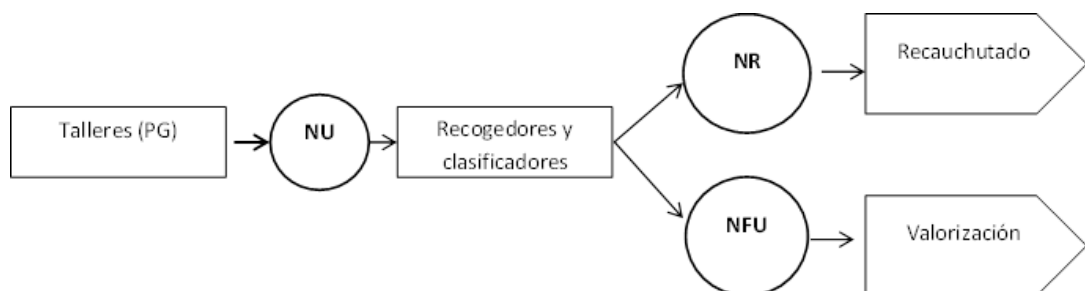 Talleres (PG)
NU
Recogedores y
clasificadores
NR
Recauchutado
NFU
Valorización